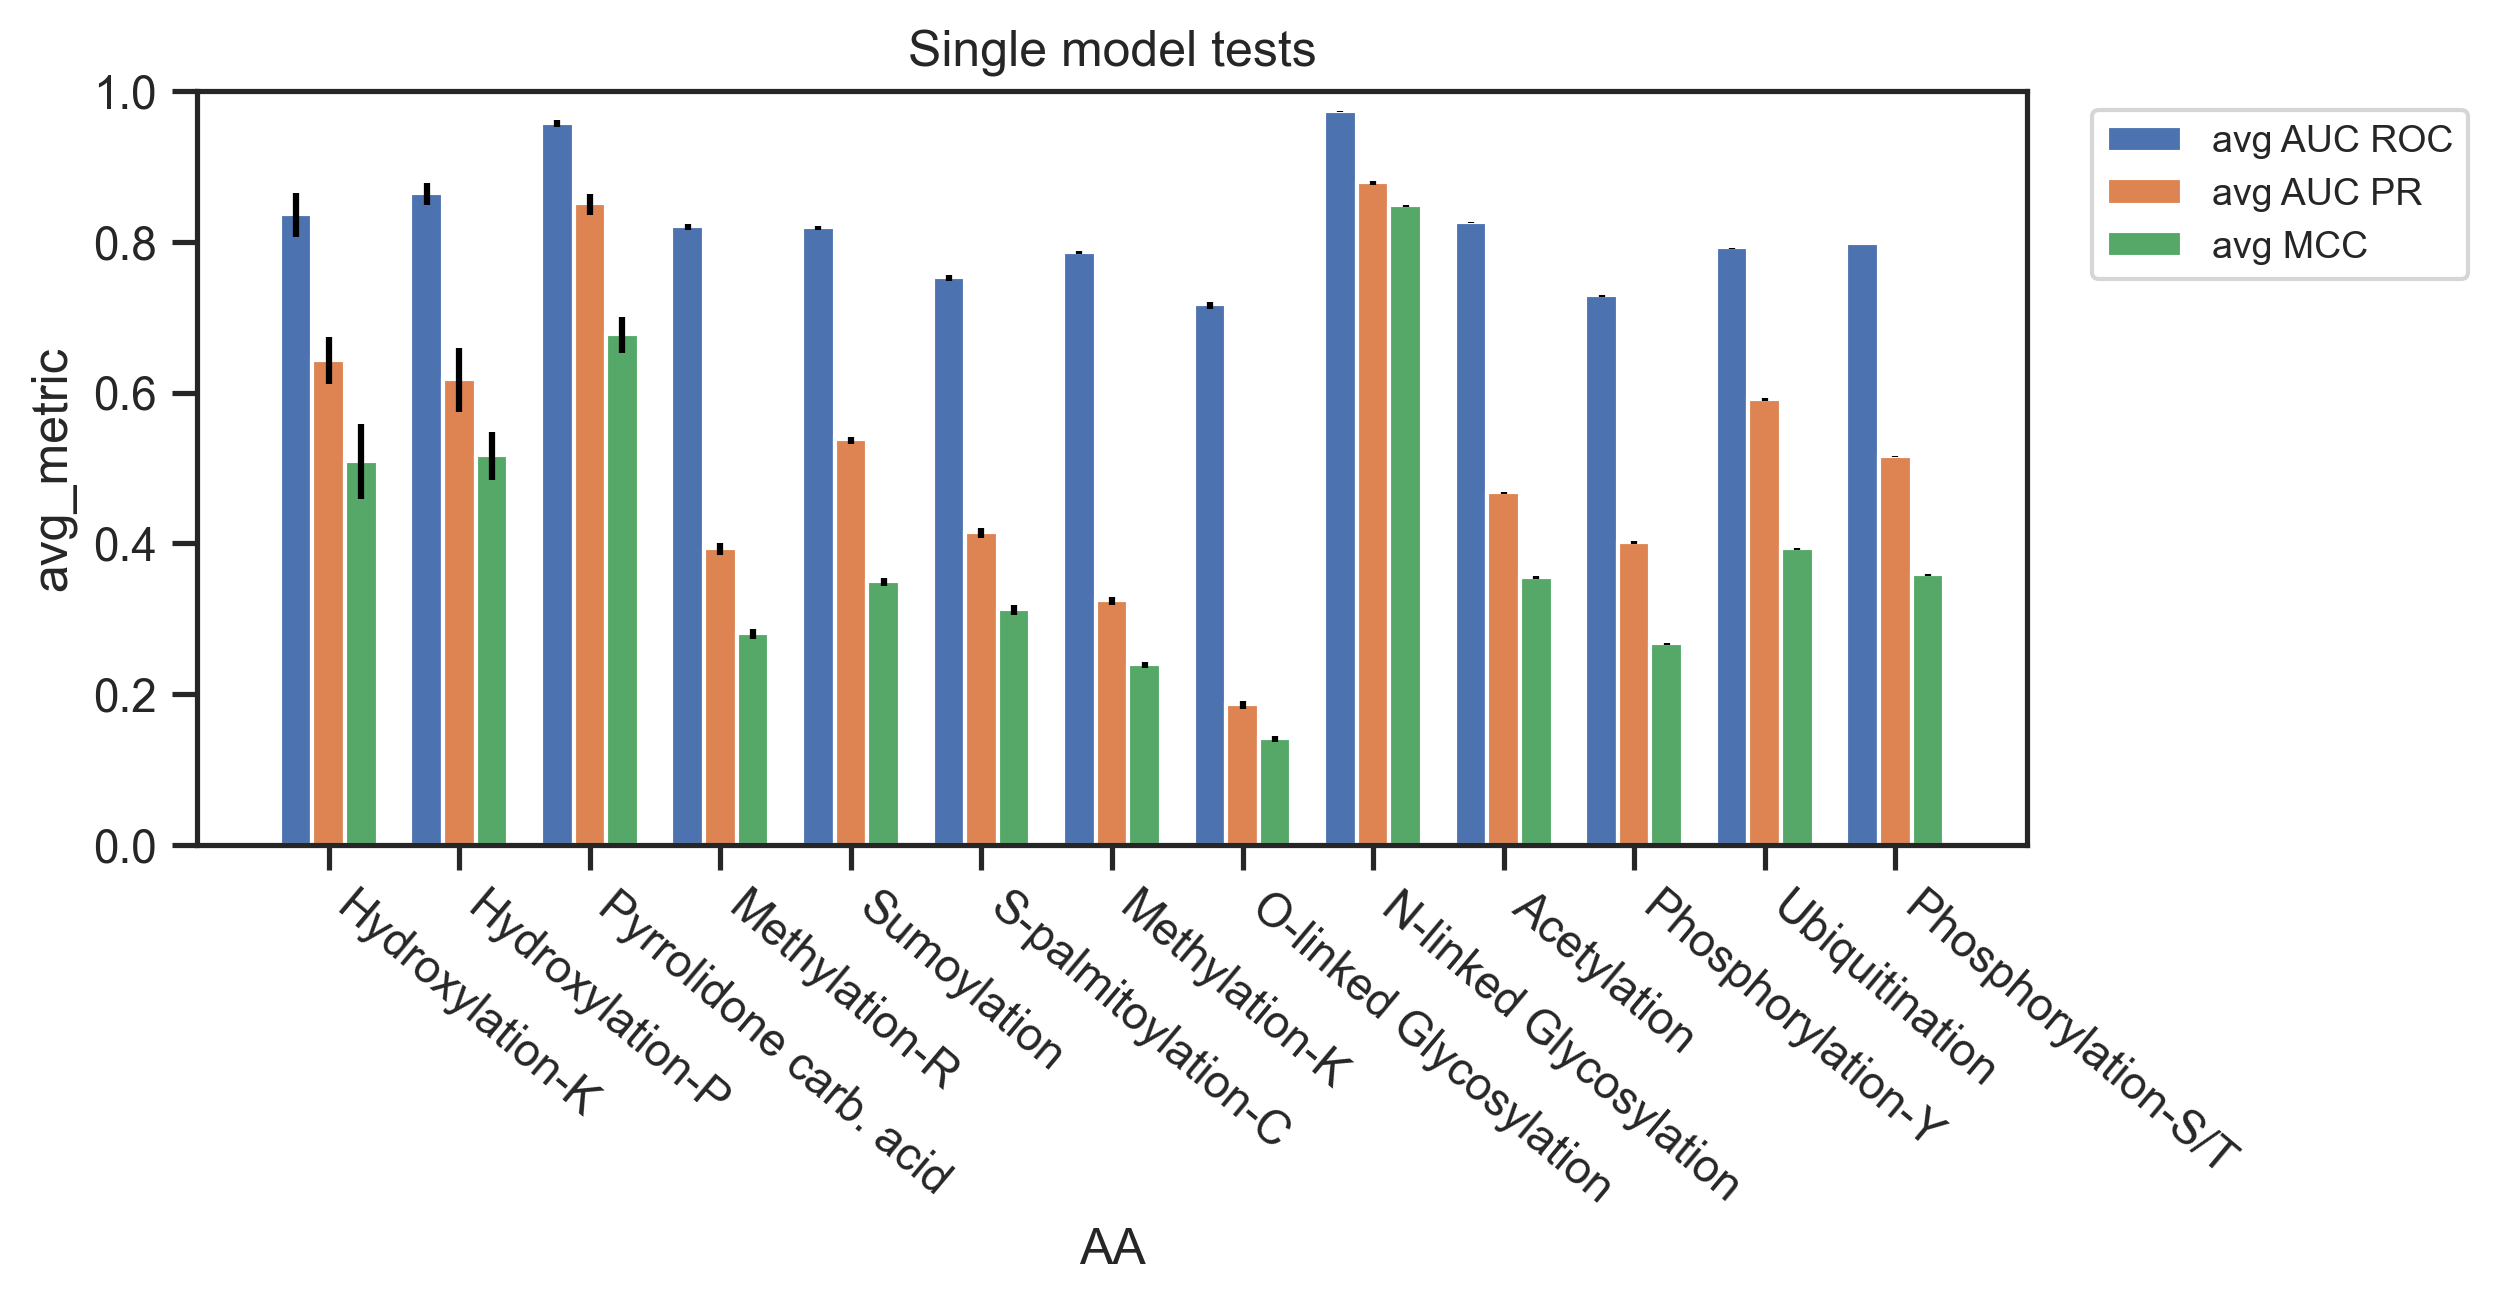 Single model tests
1.0
0.8
0.6
0.4
0.2
0.0
avg_metric
avg AUC ROC
avg AUC PR
avg MCC
Hydroxylation-K
Hydroxylation-P
Pyrrolidone carb. acid
Methylation-R
Sumoylation
S-palmitoylation-C
Methylation-K
O-linked Glycosylation
N-linked Glycosylation
Acetylation
Phosphorylation-Y
Ubiquitination
Phosphorylation-S/T
AA